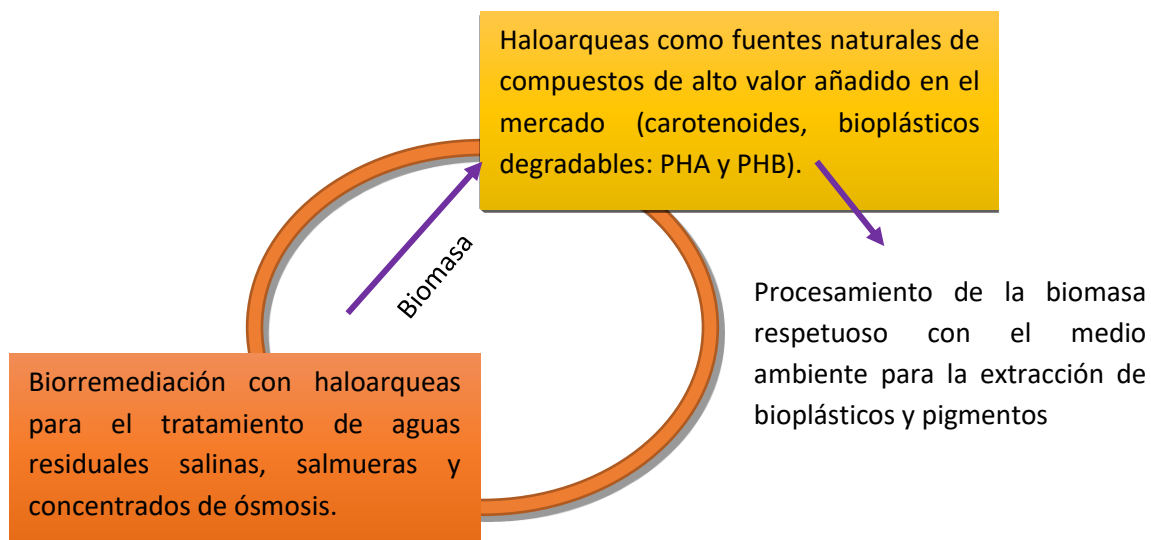 Haloarqueas como fuentes naturales de
compuestos de alto valor añadido en el
mercado (carotenoides, bioplásticos
degradables: PHA y PHB).
Biomasa
Procesamiento de la biomasa
respetuoso con el medio
ambiente para la extracción de
bioplásticos y pigmentos
Biorremediación con haloarqueas
para el tratamiento de aguas
residuales salinas, salmueras y
concentrados de ósmosis.